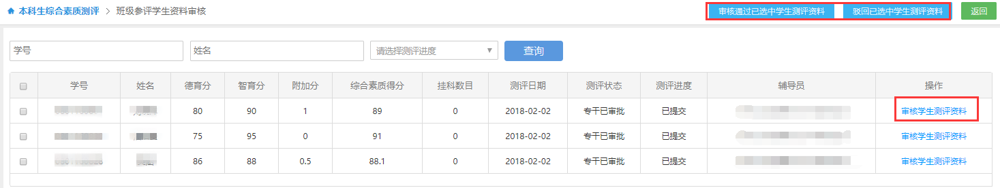 本科生综合素质测评 > 班级参评学生资料审核 审核通过已选中学生测评资料 驳回已选中学生测评资料 返回
学号 姓名 请选择测评进度 查询
学号 姓名 德育分 智育分 附加分 综合素质得分 挂科数目 测评日期 测评状态 测评进度 辅导员 操作
80 90 1 89 0 2018-02-02 专干已审批 已提交 审核学生测评资料
75 95 0 91 0 2018-02-02 专干已审批 已提交 审核学生测评资料
86 88 0.5 88.1 0 2018-02-02 专干已审批 已提交 审核学生测评资料